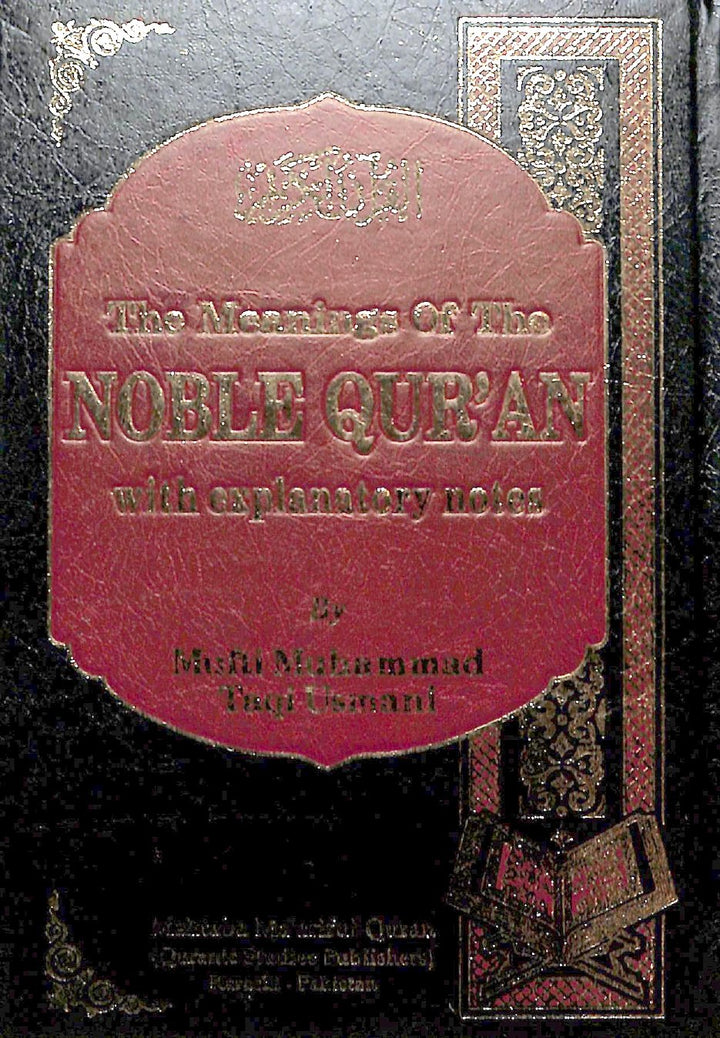 القرآن الكريم
The Meanings Of The
NOBLE QUR'AN
with explanatory notes
By
Mufti Muhammad
Taqi Usmani
Maktaba Ma'ariful Quran
(Quranic Studies Publishers)
Karachi - Pakistan